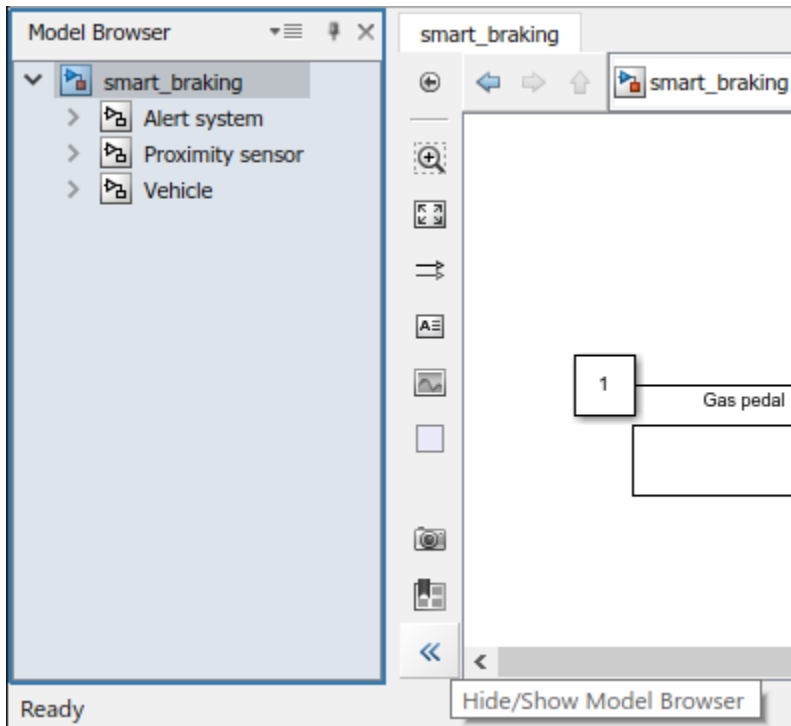 Model Browser
smart_braking
Alert system
Proximity sensor
Vehicle
smart_braking
smart_braking
A
1
Gas pedal
Hide/Show Model Browser
Ready